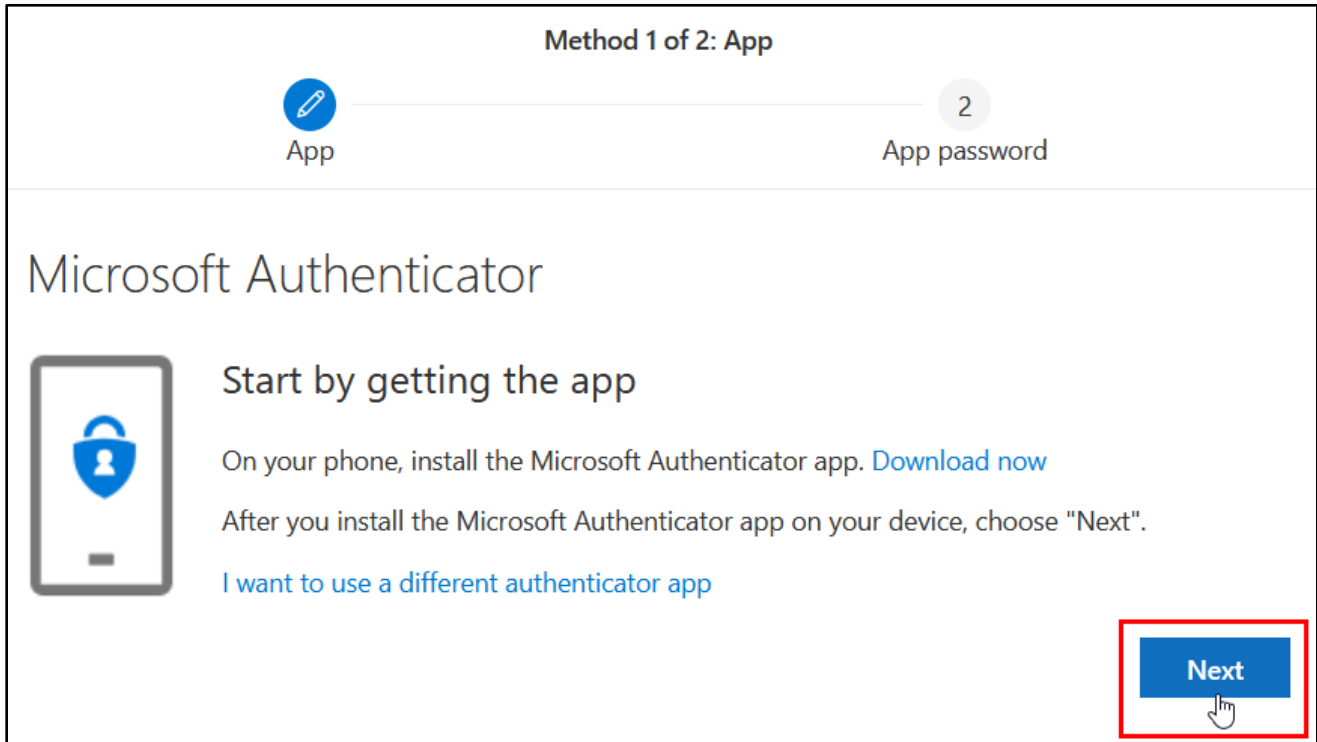 Method 1 of 2: App
2
App
App password
Microsoft Authenticator
Start by getting the app
On your phone, install the Microsoft Authenticator app. Download now
After you install the Microsoft Authenticator app on your device, choose "Next".
I want to use a different authenticator app
Next